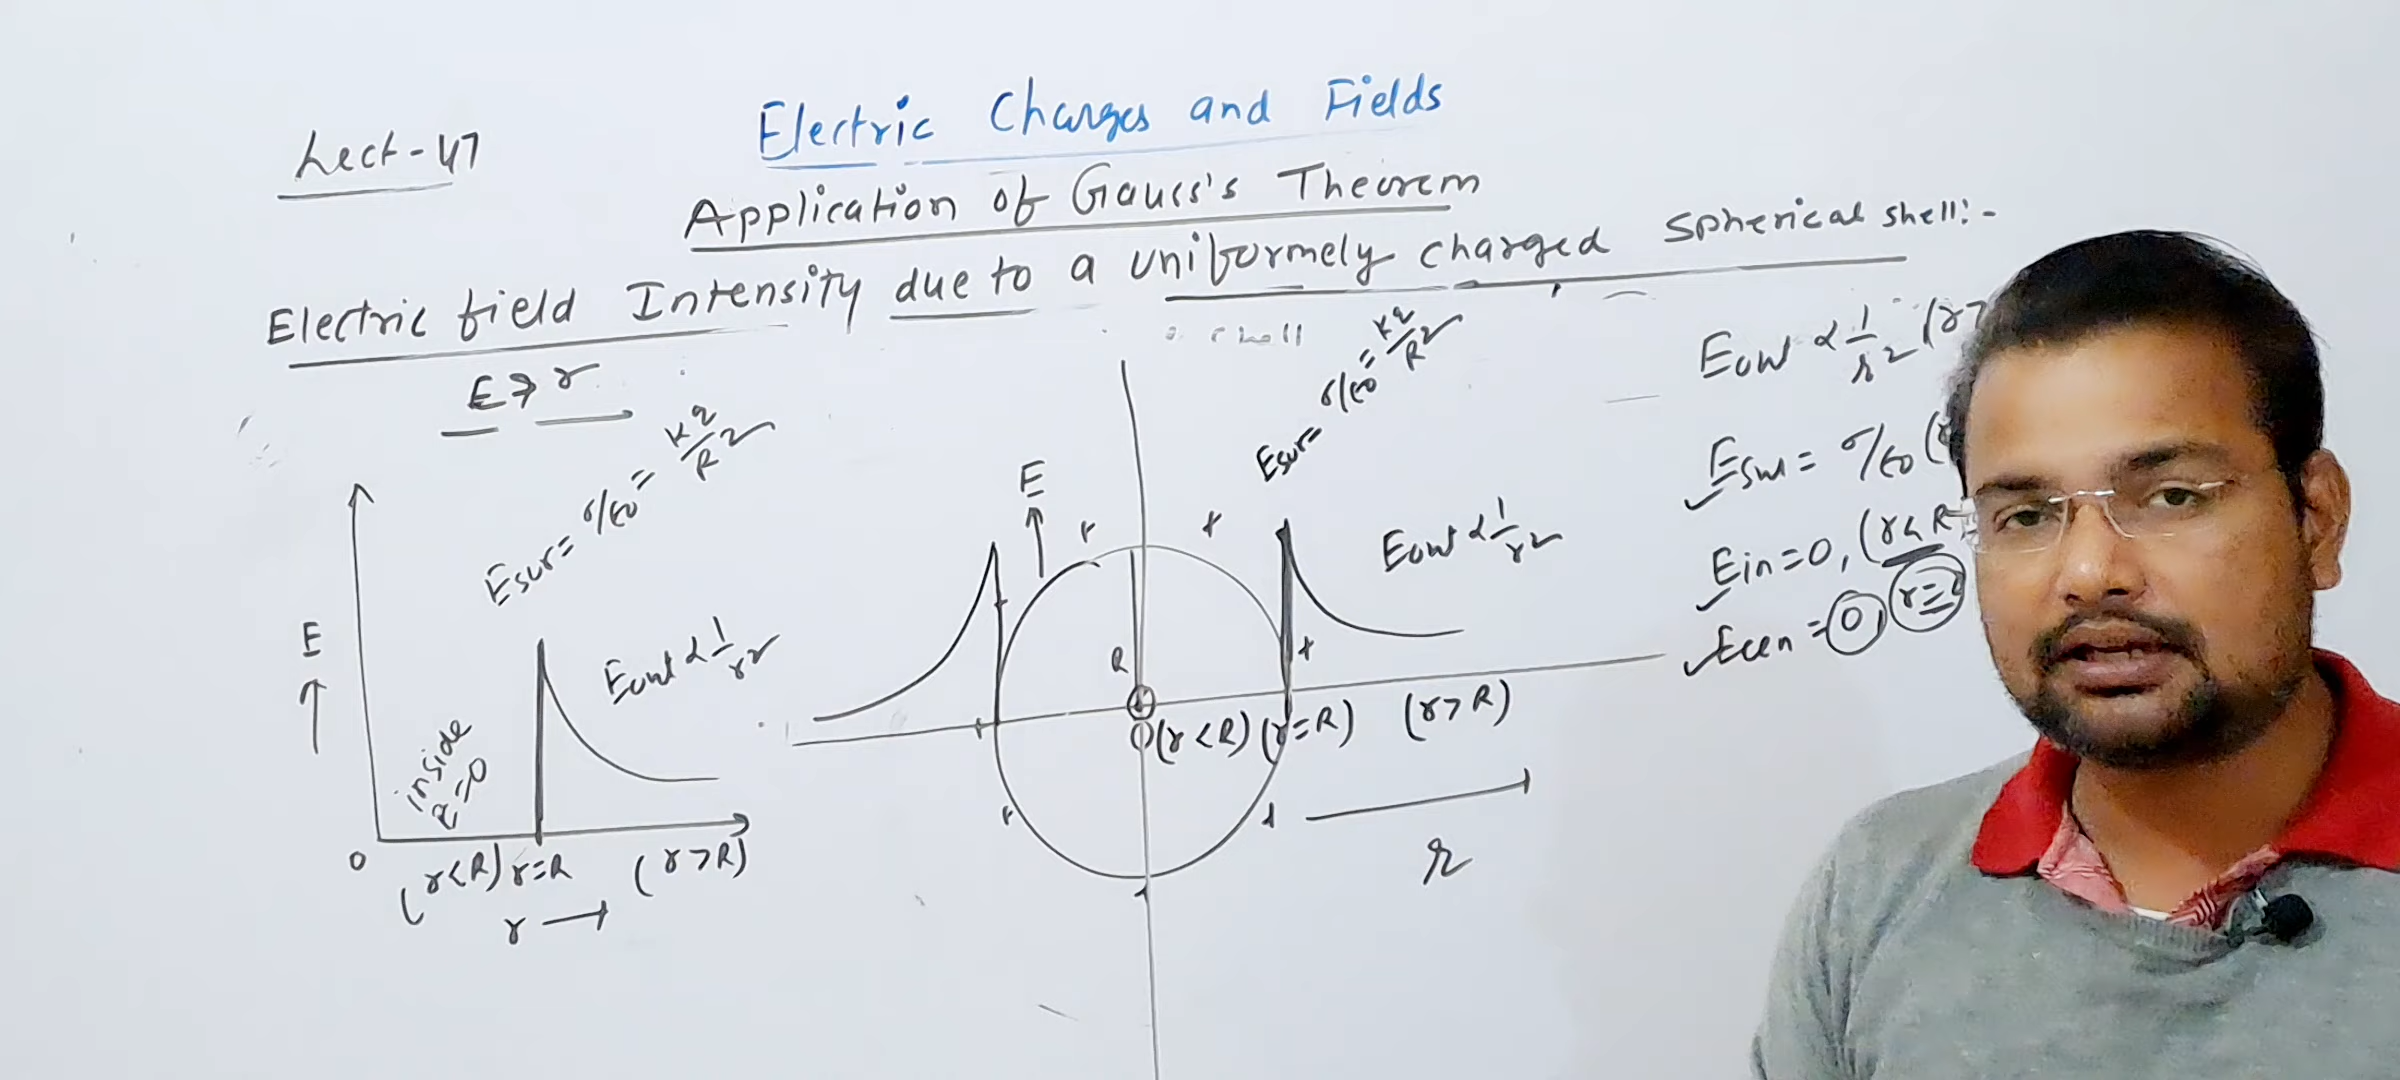 Lect-47
Electric Charges and Fields
Application of Gauss's Theorem
Electric field Intensity due to a uniformely charged spherical shell:-
E → r
Esur = σ/ε0 = Kq/R²
E ↑
inside E=0
Eout ∝ 1/r²
0
(r<R) r=R (r>R)
r →
shell
Esur = σ/ε0 = Kq/R²
E ↑
+ +
Eout ∝ 1/r²
R
+
O (r<R) (r=R) (r>R)
r
Eout ∝ 1/r² (r>
Esur = σ/ε0 (
Ein=0, (r<R
Ecen = 0,